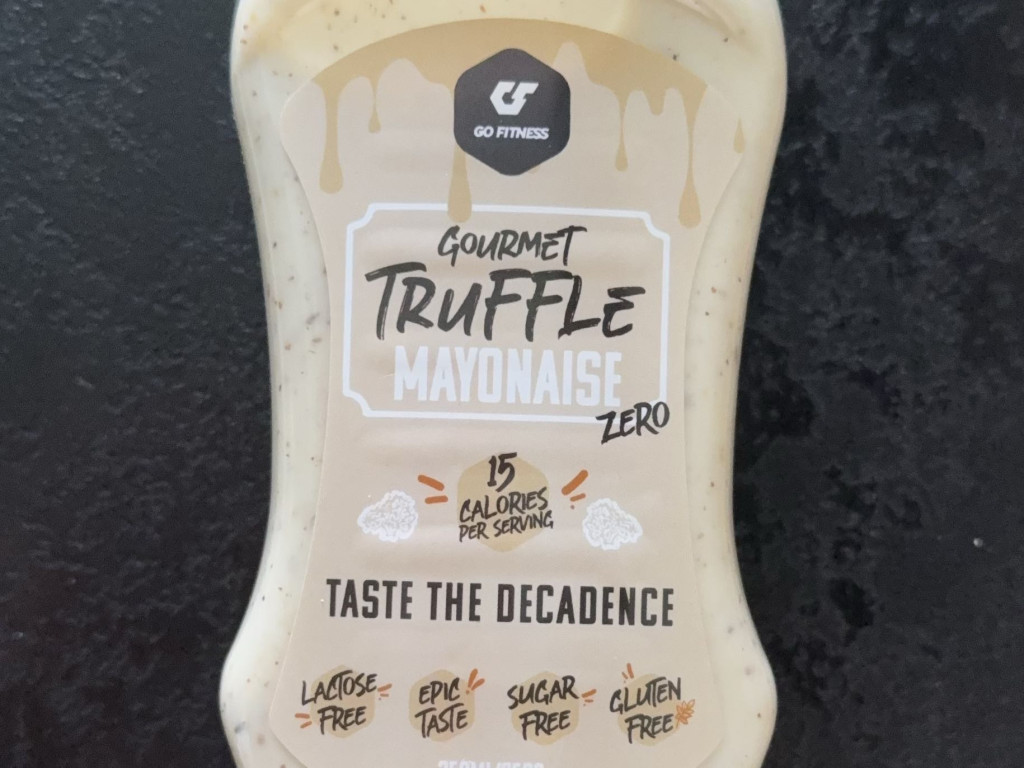 GO FITNESS
GOURMET
TRUFFLE
MAYONAISE
ZERO
15
CALORIES
PER SERVING
TASTE THE DECADENCE
LACTOSE FREE
EPIC TASTE
SUGAR FREE
GLUTEN FREE